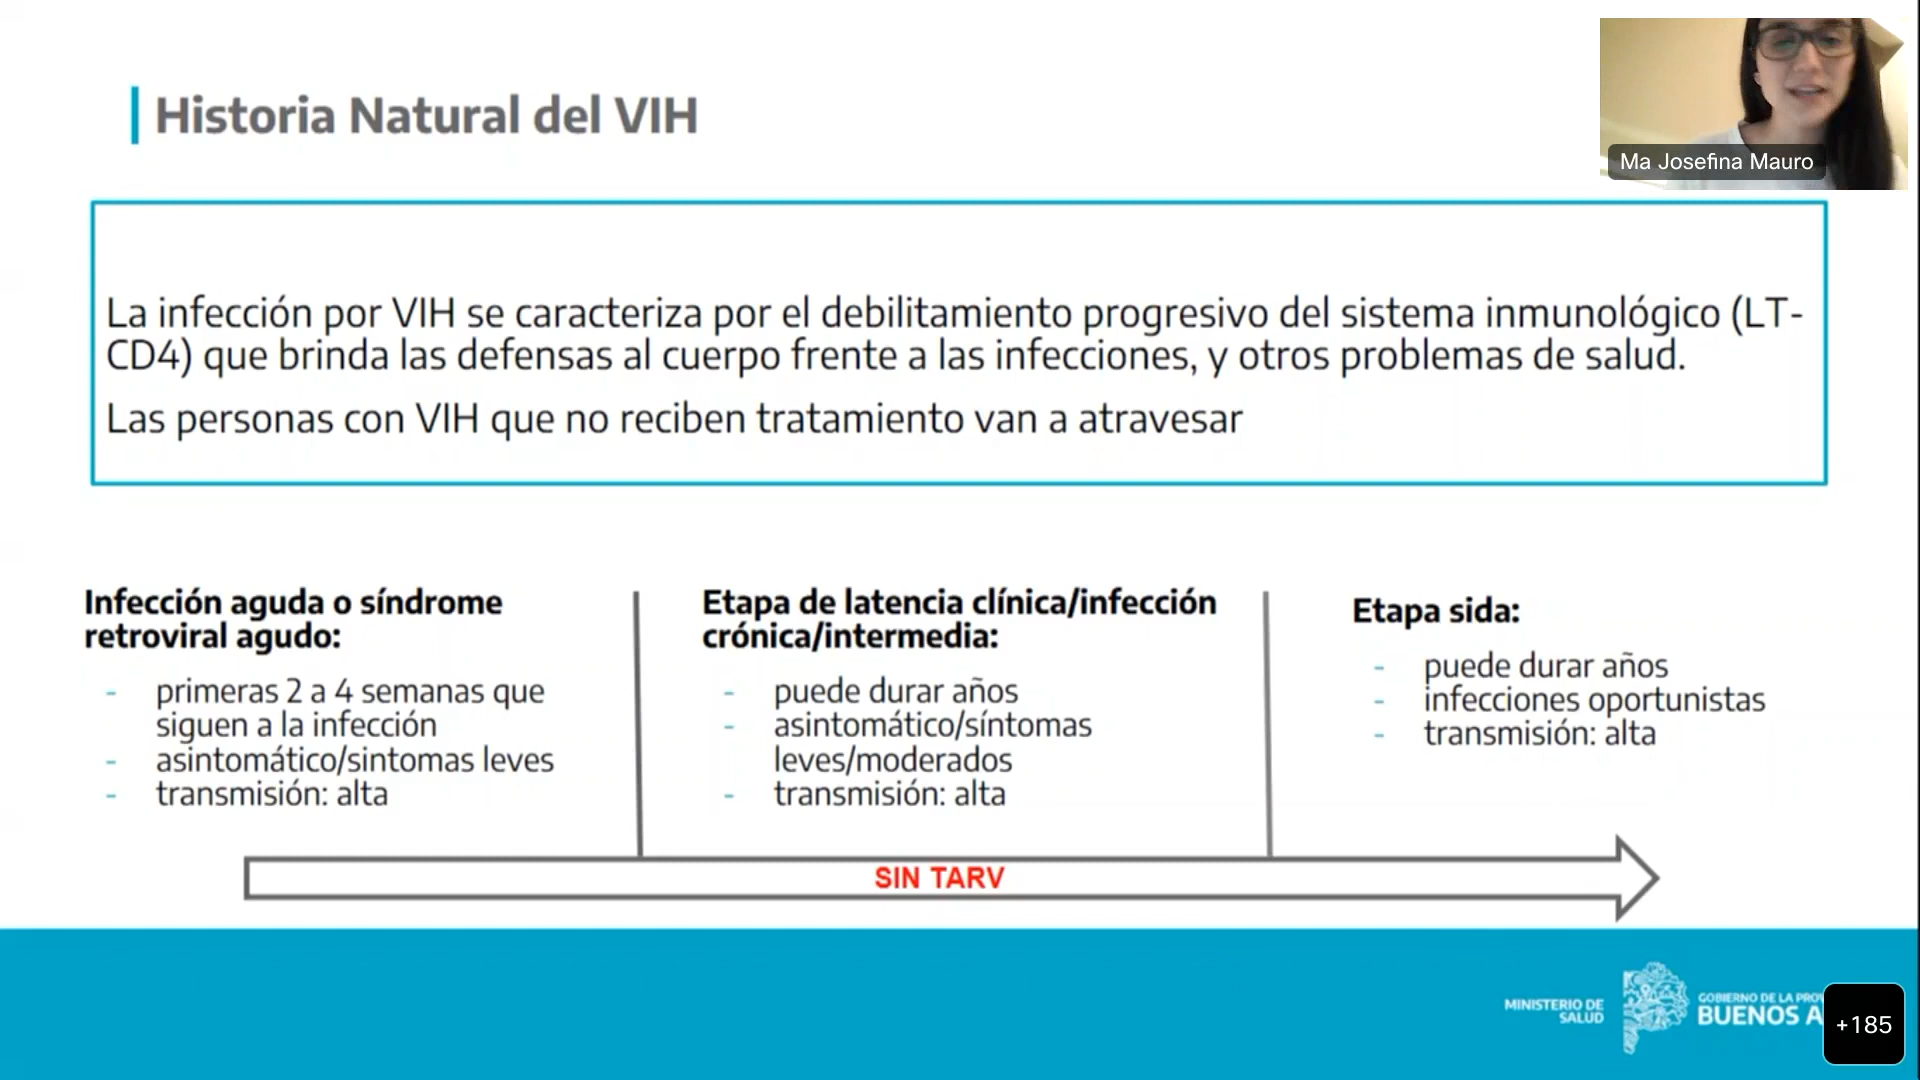 Historia Natural del VIH
Ma Josefina Mauro
La infección por VIH se caracteriza por el debilitamiento progresivo del sistema inmunológico (LT-
CD4) que brinda las defensas al cuerpo frente a las infecciones, y otros problemas de salud.
Las personas con VIH que no reciben tratamiento van a atravesar
Infección aguda o síndrome
retroviral agudo:
- primeras 2 a 4 semanas que
siguen a la infección
- asintomático/sintomas leves
- transmisión: alta
Etapa de latencia clínica/infección
crónica/intermedia:
- puede durar años
- asintomático/síntomas
leves/moderados
- transmisión: alta
Etapa sida:
- puede durar años
- infecciones oportunistas
- transmisión: alta
SIN TARV
MINISTERIO DE
SALUD
GOBIERNO DE LA
BUENOS
+185